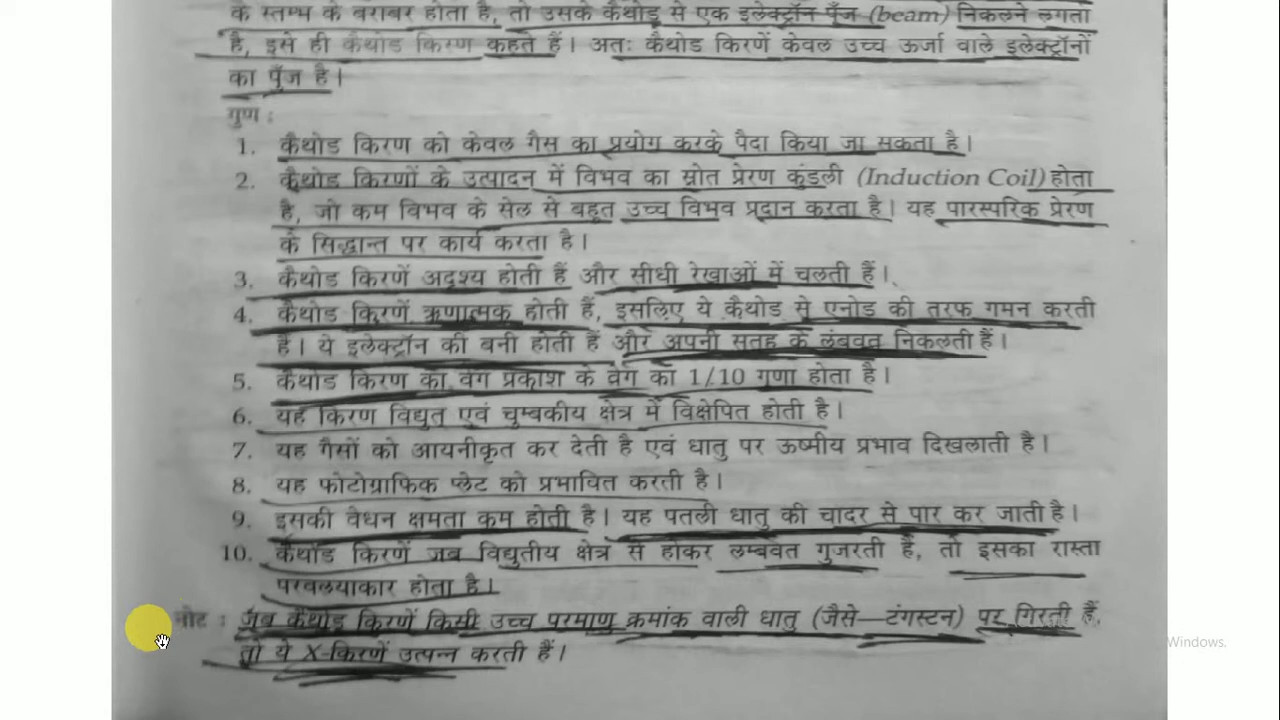 के स्तम्भ के बराबर होता है, तो उसके कैथोड से एक इलेक्ट्रॉन पूँज (beam) निकलने लगता
है, इसे ही कैथोड किरण कहते हैं। अतः कैथोड किरणें केवल उच्च ऊर्जा वाले इलेक्ट्रॉनों
का पूँज है।
गुण :
1. कैथोड किरण को केवल गैस का प्रयोग करके पैदा किया जा सकता है।
2. कैथोड किरणों के उत्पादन में विभव का स्रोत प्रेरण कुंडली (Induction Coil) होता
है, जो कम विभव के सेल से बहुत उच्च विभव प्रदान करता है। यह पारस्परिक प्रेरण
के सिद्धान्त पर कार्य करता है।
3. कैथोड किरणें अदृश्य होती हैं और सीधी रेखाओं में चलती हैं।
4. कैथोड किरणें ऋणात्मक होती हैं, इसलिए ये कैथोड से एनोड की तरफ गमन करती
है। ये इलेक्ट्रॉन की बनी होती हैं और अपनी सतह के लंबवत निकलती हैं।
5. कैथोड किरण का वेग प्रकाश के वेग का 1/10 गुणा होता है।
6. यह किरण विद्युत् एवं चुम्बकीय क्षेत्र में विक्षेपित होती है।
7. यह गैसों को आयनीकृत कर देती है एवं धातु पर ऊष्मीय प्रभाव दिखलाती है।
8. यह फोटोग्राफिक प्लेट को प्रभावित करती है।
9. इसकी वेधन क्षमता कम होती है। यह पतली धातु की चादर से पार कर जाती है।
10. कैथोड किरणें जब विद्युतीय क्षेत्र से होकर लम्बवत गुजरती हैं, तो इसका रास्ता
परवलयाकार होता है।
नोट : जब कैथोड किरणें किसी उच्च परमाणु क्रमांक वाली धातु (जैसे—टंगस्टन) पर गिरती हैं,
तो ये X-किरणें उत्पन्न करती हैं।
Windows.